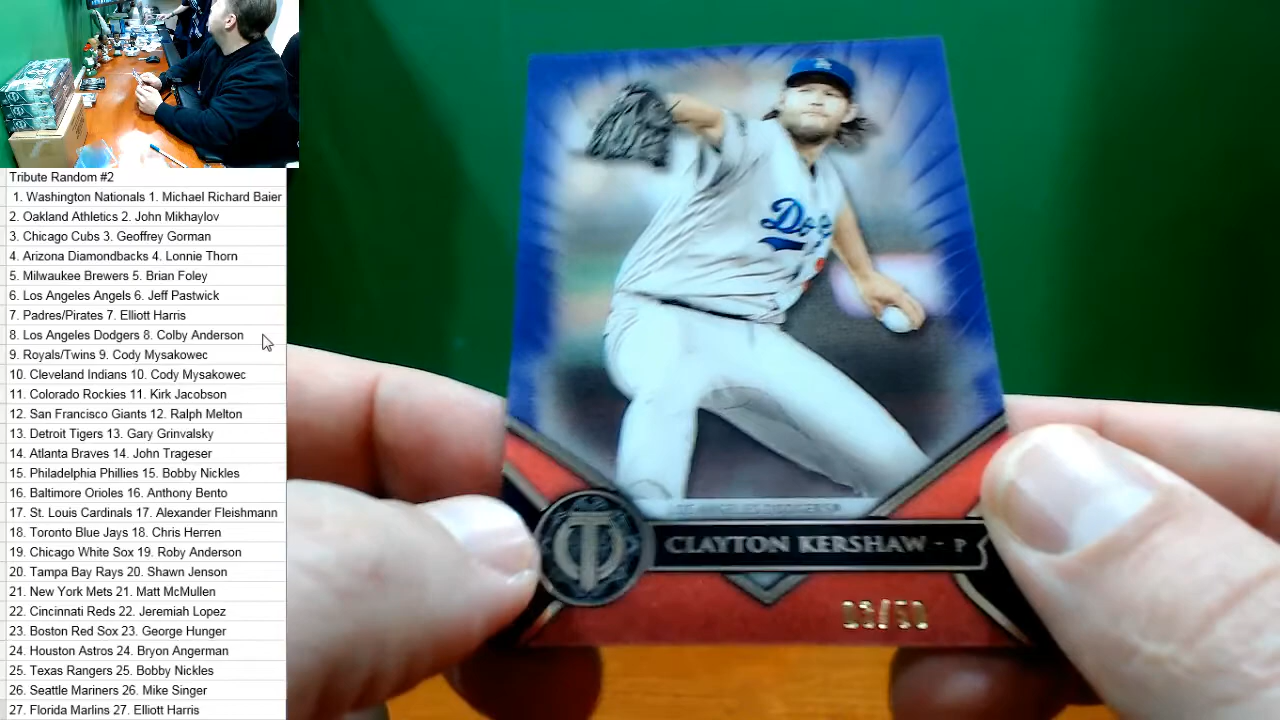 Tribute Random #2
1. Washington Nationals 1. Michael Richard Baier
2. Oakland Athletics 2. John Mikhaylov
3. Chicago Cubs 3. Geoffrey Gorman
4. Arizona Diamondbacks 4. Lonnie Thorn
5. Milwaukee Brewers 5. Brian Foley
6. Los Angeles Angels 6. Jeff Pastwick
7. Padres/Pirates 7. Elliott Harris
8. Los Angeles Dodgers 8. Colby Anderson
9. Royals/Twins 9. Cody Mysakowec
10. Cleveland Indians 10. Cody Mysakowec
11. Colorado Rockies 11. Kirk Jacobson
12. San Francisco Giants 12. Ralph Melton
13. Detroit Tigers 13. Gary Grinvalsky
14. Atlanta Braves 14. John Trageser
15. Philadelphia Phillies 15. Bobby Nickles
16. Baltimore Orioles 16. Anthony Bento
17. St. Louis Cardinals 17. Alexander Fleishmann
18. Toronto Blue Jays 18. Chris Herren
19. Chicago White Sox 19. Roby Anderson
20. Tampa Bay Rays 20. Shawn Jenson
21. New York Mets 21. Matt McMullen
22. Cincinnati Reds 22. Jeremiah Lopez
23. Boston Red Sox 23. George Hunger
24. Houston Astros 24. Bryon Angerman
25. Texas Rangers 25. Bobby Nickles
26. Seattle Mariners 26. Mike Singer
27. Florida Marlins 27. Elliott Harris
LA
CLAYTON KERSHAW - P